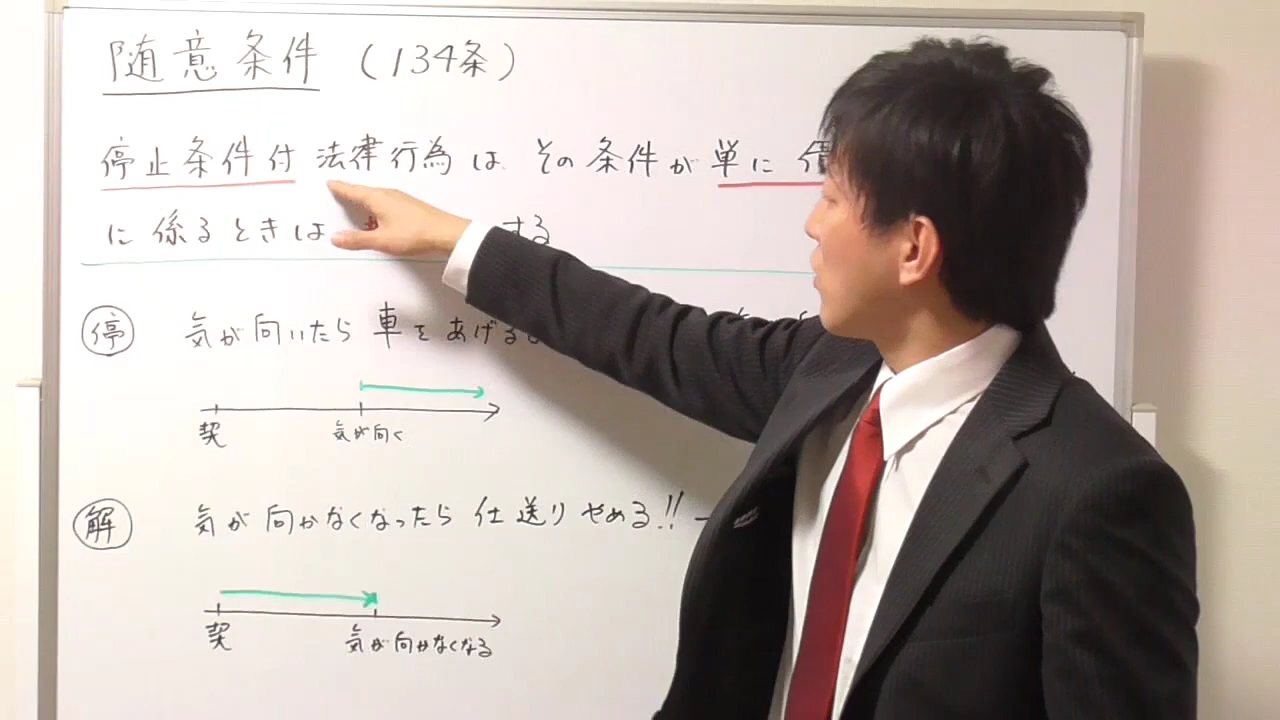 随意条件 (134条)
停止条件付 法律行為は、その条件が単に 債
に 係るときは する
停 気が向いたら 車をあげる
契 気が向く
解 気が向かなくなったら 仕送りやめる!!
契 気が向かなくなる